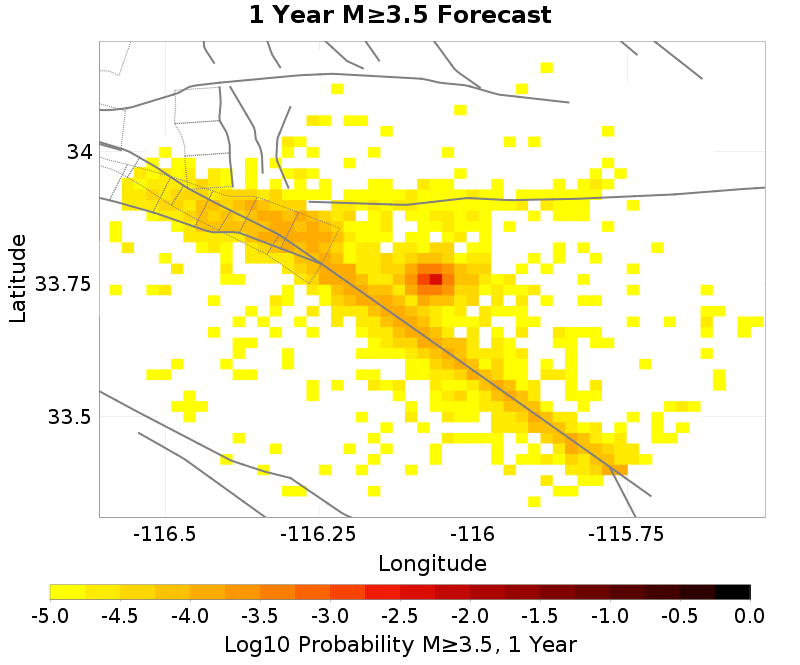 1 Year M≥3.5 Forecast
Latitude
34
33.75
33.5
-116.5 -116.25 -116 -115.75
Longitude
-5.0 -4.5 -4.0 -3.5 -3.0 -2.5 -2.0 -1.5 -1.0 -0.5 0.0
Log10 Probability M≥3.5, 1 Year